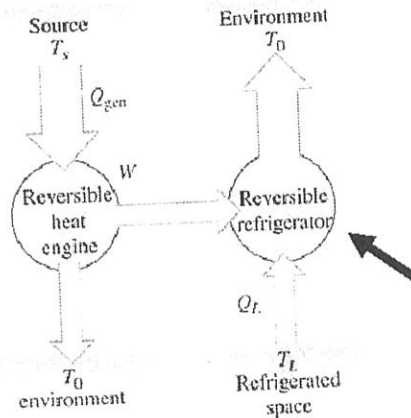 Source
T_s
Q_gen
Reversible
heat
engine
W
T_0
environment
Environment
T_0
Reversible
refrigerator
Q_L
T_L
Refrigerated
space